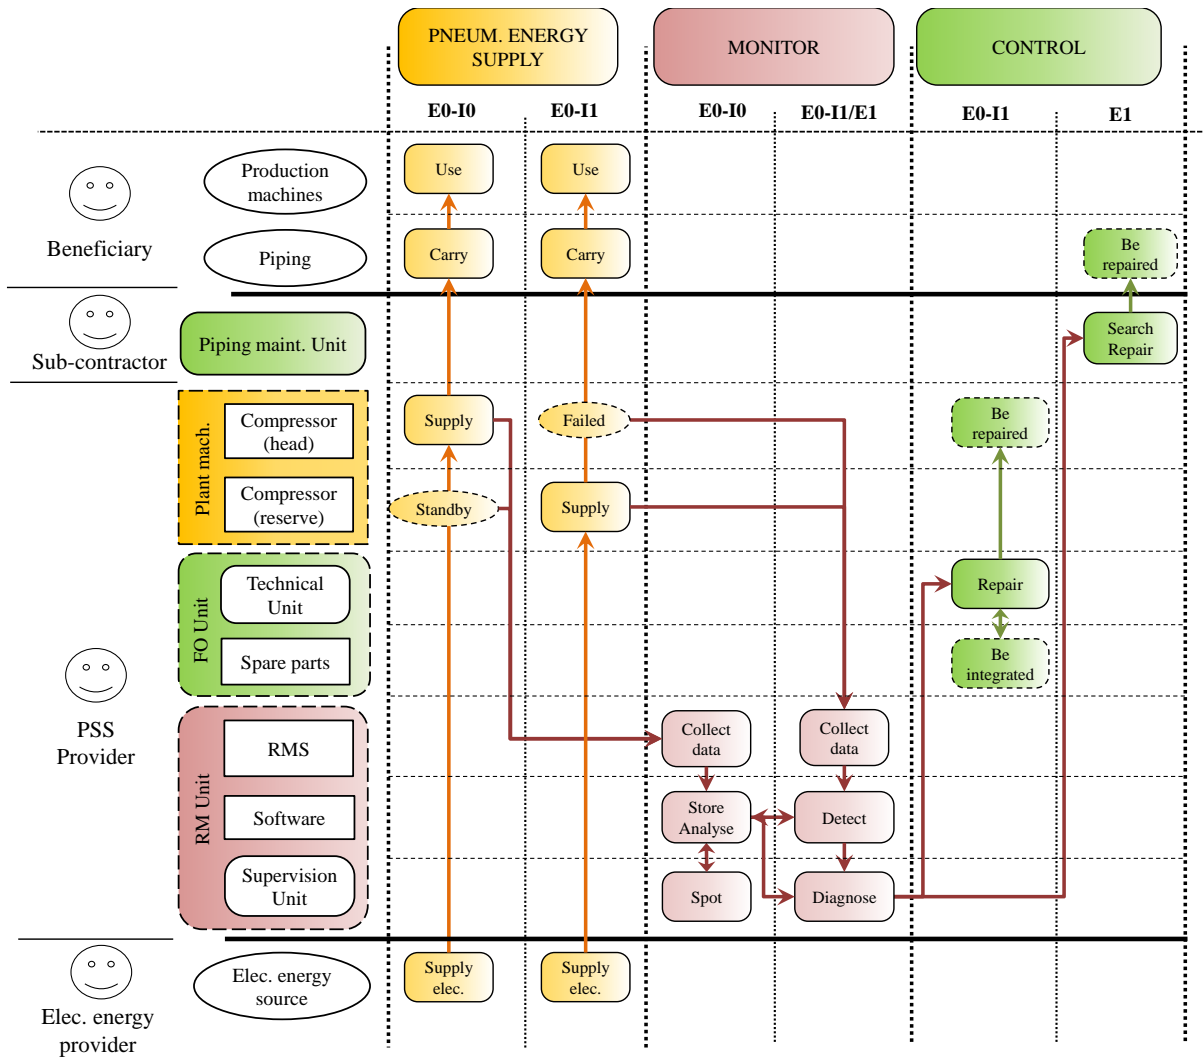 PNEUM. ENERGY
SUPPLY
MONITOR
CONTROL
E0-I0
E0-I1
E0-I0
E0-I1/E1
E0-I1
E1
Beneficiary
Production
machines
Use
Use
Piping
Carry
Carry
Be
repaired
Sub-contractor
Piping maint. Unit
Search
Repair
PSS
Provider
Plant mach.
Compressor
(head)
Supply
Failed
Be
repaired
Compressor
(reserve)
Standby
Supply
FO Unit
Technical
Unit
Repair
Spare parts
Be
integrated
RM Unit
RMS
Collect
data
Collect
data
Software
Store
Analyse
Detect
Supervision
Unit
Spot
Diagnose
Elec. energy
provider
Elec. energy
source
Supply
elec.
Supply
elec.